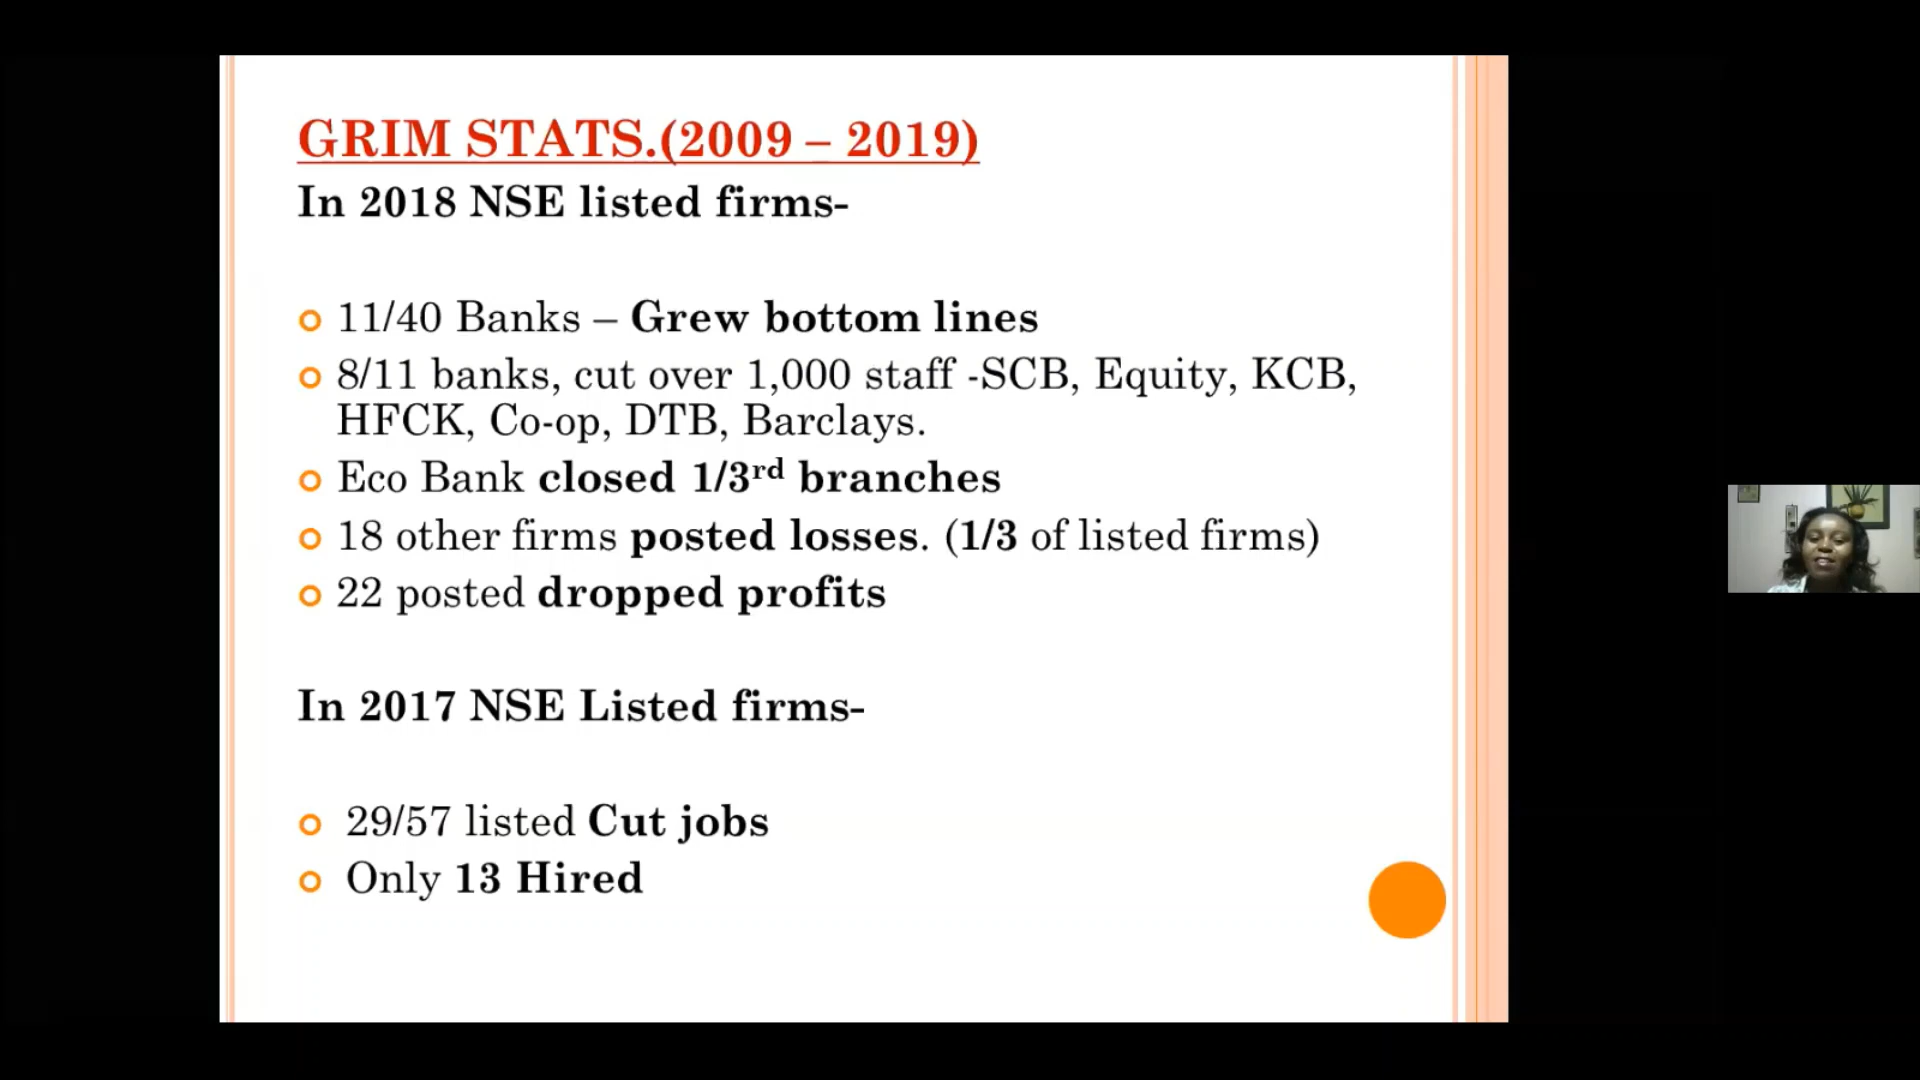 GRIM STATS.(2009 – 2019)
In 2018 NSE listed firms-
11/40 Banks – Grew bottom lines
8/11 banks, cut over 1,000 staff -SCB, Equity, KCB,
HFCK, Co-op, DTB, Barclays.
Eco Bank closed 1/3rd branches
18 other firms posted losses. (1/3 of listed firms)
22 posted dropped profits
In 2017 NSE Listed firms-
29/57 listed Cut jobs
Only 13 Hired